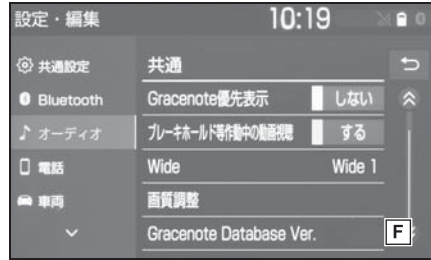 設定・編集 10:19
共通設定
Bluetooth
オーディオ
電話
車両
共通
Gracenote優先表示 しない
ブレーキホールド等作動中の動画視聴 する
Wide Wide 1
画質調整
Gracenote Database Ver.
F